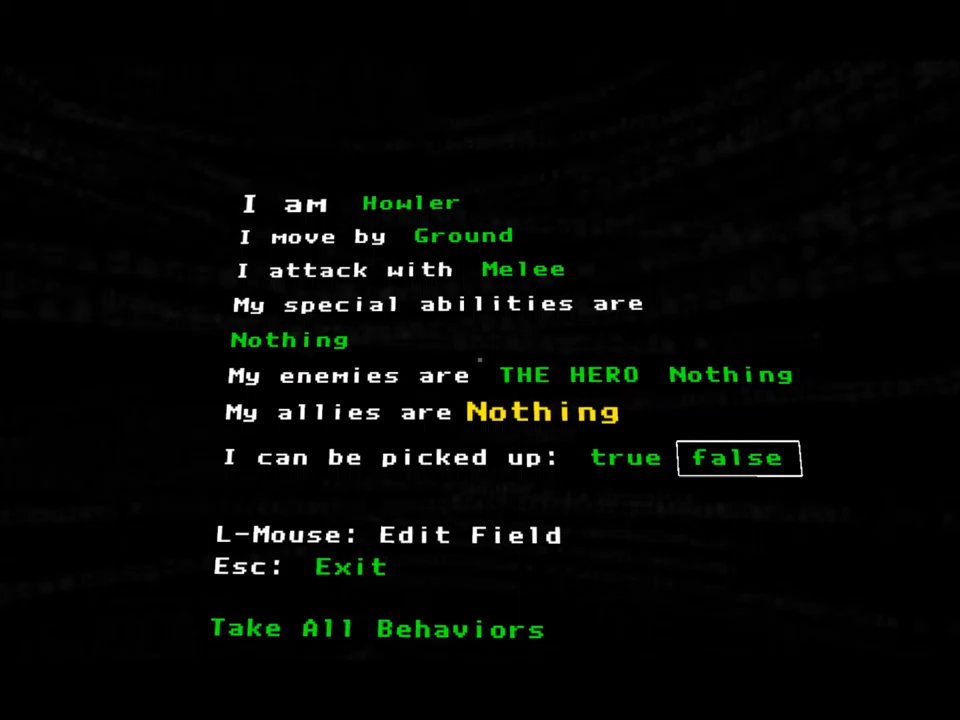 I am Howler
I move by Ground
I attack with Melee
My special abilities are
Nothing
My enemies are THE HERO Nothing
My allies are Nothing
I can be picked up: true false
L-Mouse: Edit Field
Esc: Exit
Take All Behaviors